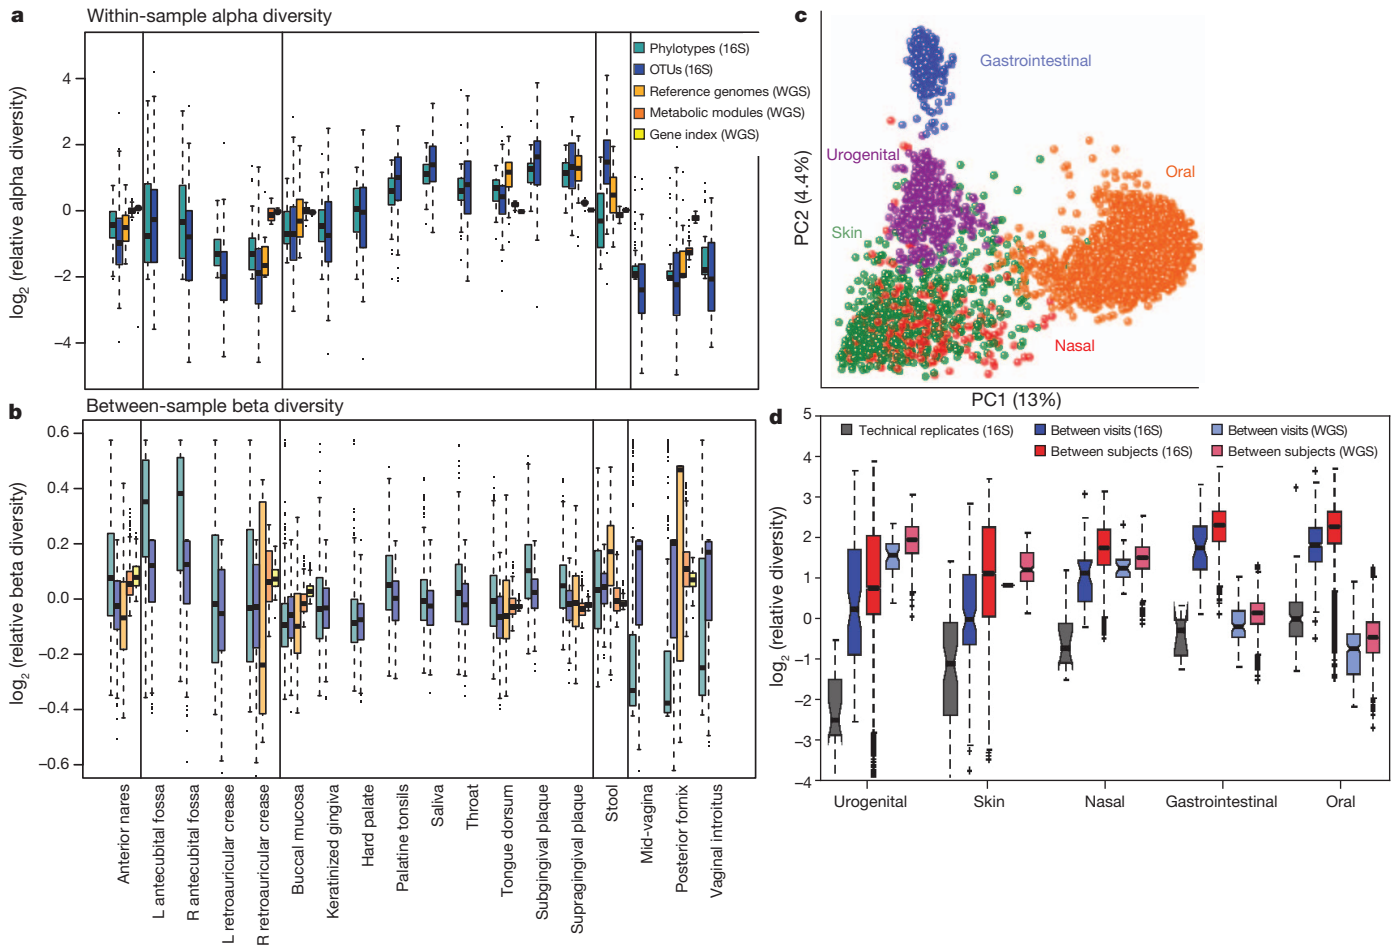 a
Within-sample alpha diversity
Phylotypes (16S)
OTUs (16S)
Reference genomes (WGS)
Metabolic modules (WGS)
Gene index (WGS)
log2 (relative alpha diversity)
4
2
0
−2
−4
b
Between-sample beta diversity
log2 (relative beta diversity)
0.6
0.4
0.2
0.0
−0.2
−0.4
−0.6
Anterior nares
L antecubital fossa
R antecubital fossa
L retroauricular crease
R retroauricular crease
Buccal mucosa
Keratinized gingiva
Hard palate
Palatine tonsils
Saliva
Throat
Tongue dorsum
Subgingival plaque
Supragingival plaque
Stool
Mid-vagina
Posterior fornix
Vaginal introitus
c
Gastrointestinal
Urogenital
Oral
Skin
Nasal
PC2 (4.4%)
PC1 (13%)
d
Technical replicates (16S)
Between visits (16S)
Between visits (WGS)
Between subjects (16S)
Between subjects (WGS)
log2 (relative diversity)
5
4
3
2
1
0
−1
−2
−3
−4
Urogenital
Skin
Nasal
Gastrointestinal
Oral